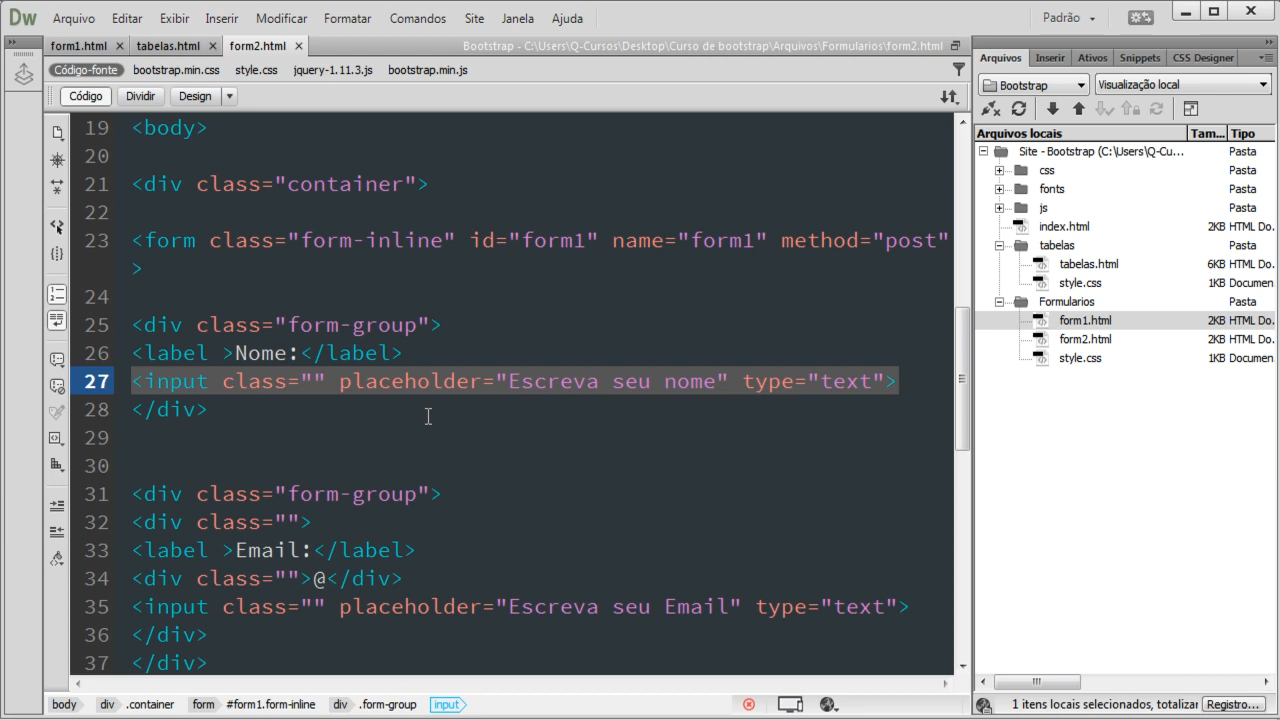 Dw Arquivo Editar Exibir Inserir Modificar Formatar Comandos Site Janela Ajuda Padrão
form1.html tabelas.html form2.html Bootstrap - C:\Users\Q-Cursos\Desktop\Curso de bootstrap\Arquivos\Formularios\form2.html
Código-fonte bootstrap.min.css style.css jquery-1.11.3.js bootstrap.min.js
Código Dividir Design
19 <body>
20
21 <div class="container">
22
23 <form class="form-inline" id="form1" name="form1" method="post"
>
24
25 <div class="form-group">
26 <label >Nome:</label>
27 <input class="" placeholder="Escreva seu nome" type="text">
28 </div>
29
30
31 <div class="form-group">
32 <div class="">
33 <label >Email:</label>
34 <div class="">@</div>
35 <input class="" placeholder="Escreva seu Email" type="text">
36 </div>
37 </div>
body div .container form #form1.form-inline div .form-group input
Arquivos Inserir Ativos Snippets CSS Designer
Bootstrap Visualização local
Arquivos locais Tam... Tipo
Site - Bootstrap (C:\Users\Q-Cu... Pasta
css Pasta
fonts Pasta
js Pasta
index.html 2KB HTML Do.
tabelas Pasta
tabelas.html 6KB HTML Do.
style.css 1KB Documen
Formularios Pasta
form1.html 2KB HTML Do.
form2.html 2KB HTML Do.
style.css 1KB Documen
1 itens locais selecionados, totalizar Registro...